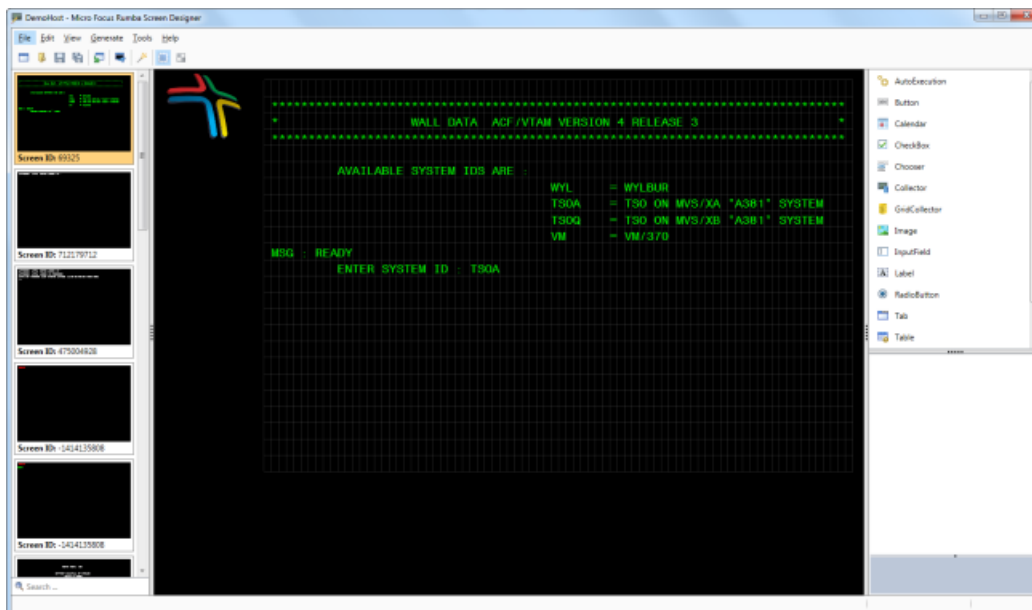 DemoHost - Micro Focus Rumba Screen Designer
File Edit View Generate Tools Help
Screen ID: 69325
Screen ID: 712179712
Screen ID: 475004928
Screen ID: -1414135808
Screen ID: -1414135808
Search ...
****************************************************************************
* WALL DATA ACF/VTAM VERSION 4 RELEASE 3 *
****************************************************************************
AVAILABLE SYSTEM IDS ARE :
WYL = WYLBUR
TSOA = TSO ON MVS/XA "A381" SYSTEM
TSOQ = TSO ON MVS/XB "A381" SYSTEM
VM = VM/370
MSG : READY
ENTER SYSTEM ID : TSOA
AutoExecution
Button
Calendar
CheckBox
Chooser
Collector
GridCollector
Image
InputField
Label
RadioButton
Tab
Table